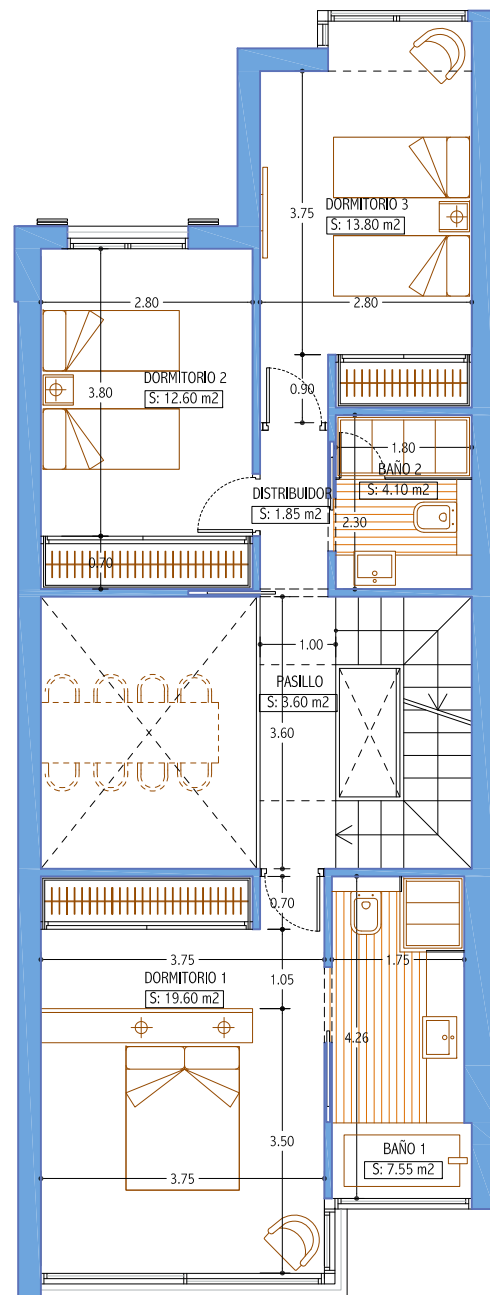 3.75
DORMITORIO 3
S: 13.80 m2
2.80
2.80
3.80
DORMITORIO 2
S: 12.60 m2
0.90
1.80
BAÑO 2
S: 4.10 m2
DISTRIBUIDOR
S: 1.85 m2
2.30
0.70
1.00
PASILLO
S: 3.60 m2
3.60
0.70
3.75
1.75
DORMITORIO 1
S: 19.60 m2
1.05
4.26
3.50
BAÑO 1
S: 7.55 m2
3.75